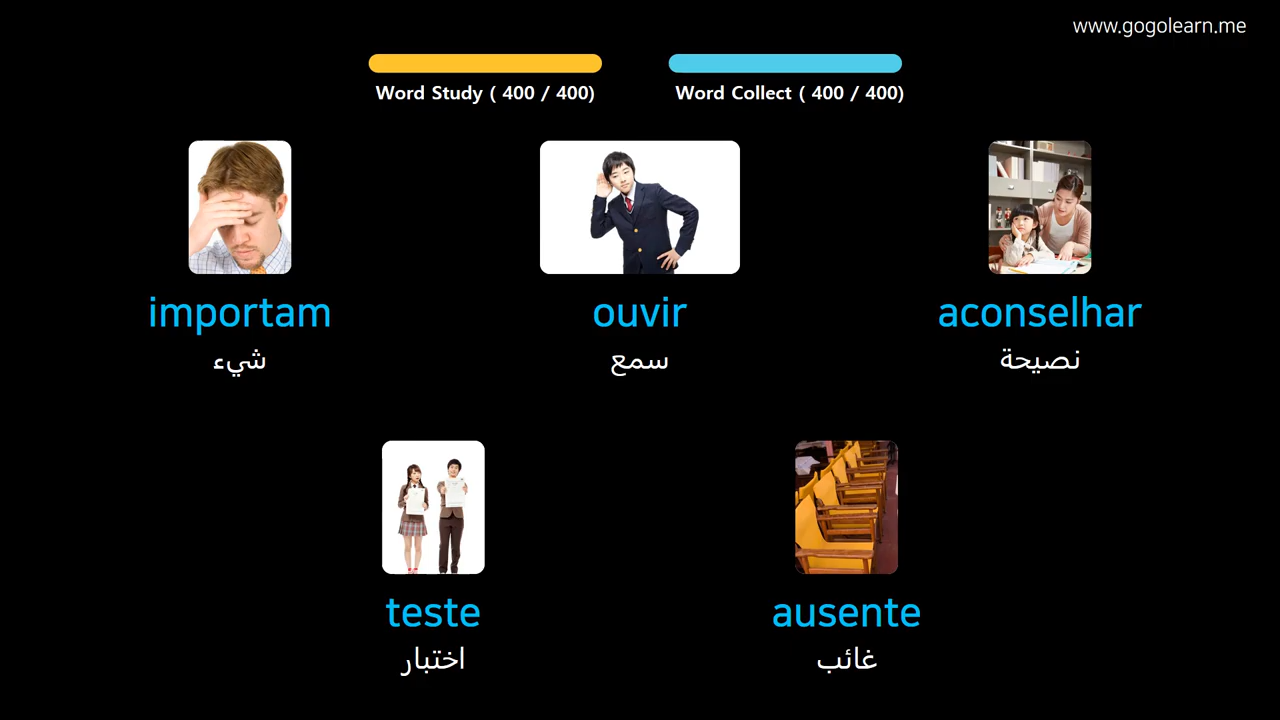 www.gogolearn.me
Word Study ( 400 / 400)
Word Collect ( 400 / 400)
importam
شيء
ouvir
سمع
aconselhar
نصيحة
teste
اختبار
ausente
غائب